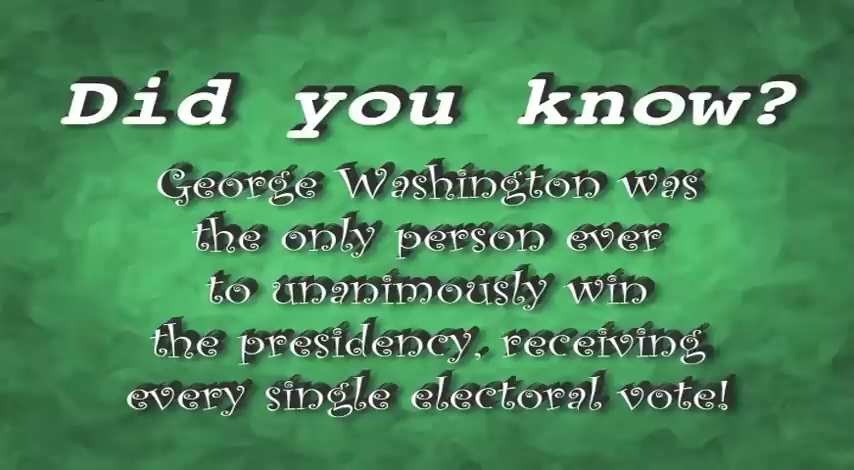 Did you know?
George Washington was
the only person ever
to unanimously win
the presidency, receiving
every single electoral vote!